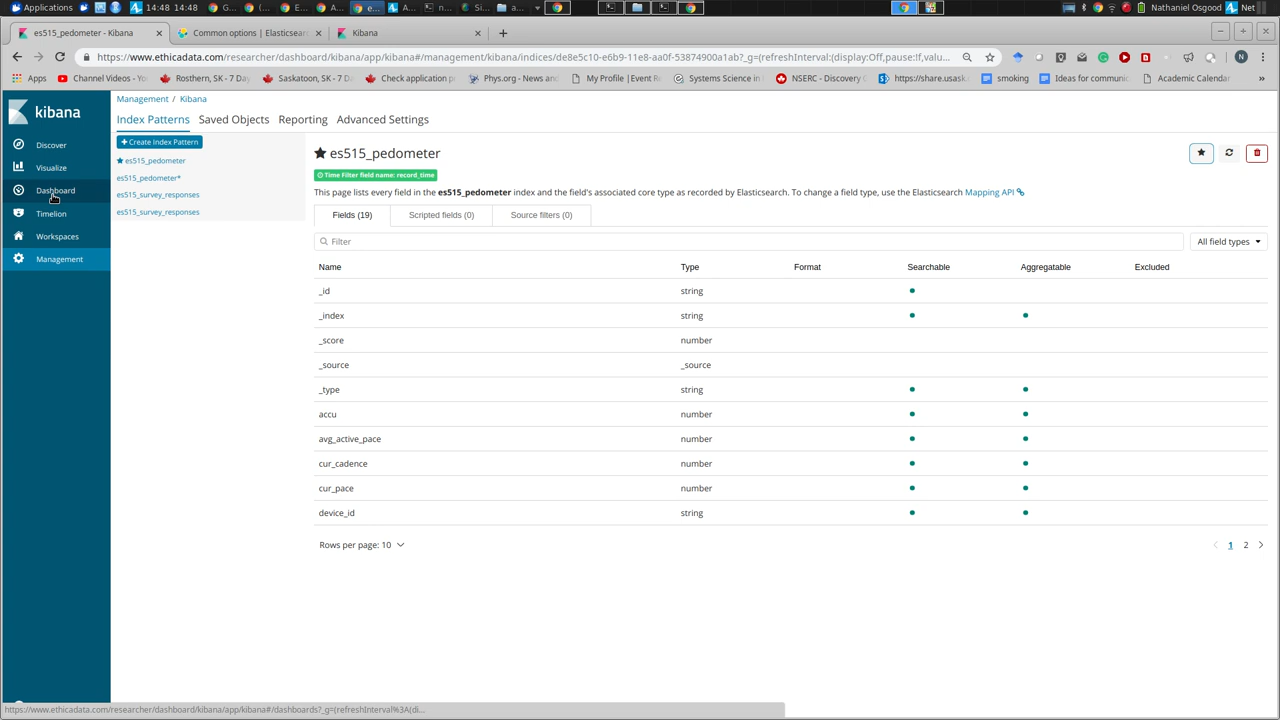 Applications
14:48 14:48
Nathaniel Osgood
Net
es515_pedometer - Kibana
Common options | Elasticsearc
Kibana
https://www.ethicadata.com/researcher/dashboard/kibana/app/kibana#/management/kibana/indices/de8e5c10-e6b9-11e8-aa0f-53874900a1ab?_g=(refreshInterval:(display:Off,pause:!f,valu...
Apps
Channel Videos - Yo
Rosthern, SK - 7 Day
Saskatoon, SK - 7 D
Check application p
Phys.org - News and
My Profile |Event R
Systems Science in
NSERC - Discovery
https://share.usask
smoking
Ideas for communic
Academic Calendar
»
kibana
Discover
Visualize
Dashboard
Timelion
Workspaces
Management
Management / Kibana
Index Patterns
Saved Objects
Reporting
Advanced Settings
+ Create Index Pattern
es515_pedometer
es515_pedometer*
es515_survey_responses
es515_survey_responses
es515_pedometer
Time Filter field name: record_time
This page lists every field in the es515_pedometer index and the field's associated core type as recorded by Elasticsearch. To change a field type, use the Elasticsearch Mapping API
Fields (19)
Scripted fields (0)
Source filters (0)
Filter
All field types
Name Type Format Searchable Aggregatable Excluded
_id string
_index string
_score number
_source _source
_type string
accu number
avg_active_pace number
cur_cadence number
cur_pace number
device_id string
Rows per page: 10
1 2
https://www.ethicadata.com/researcher/dashboard/kibana/app/kibana#/dashboards?_g=(refreshInterval%3A(di...